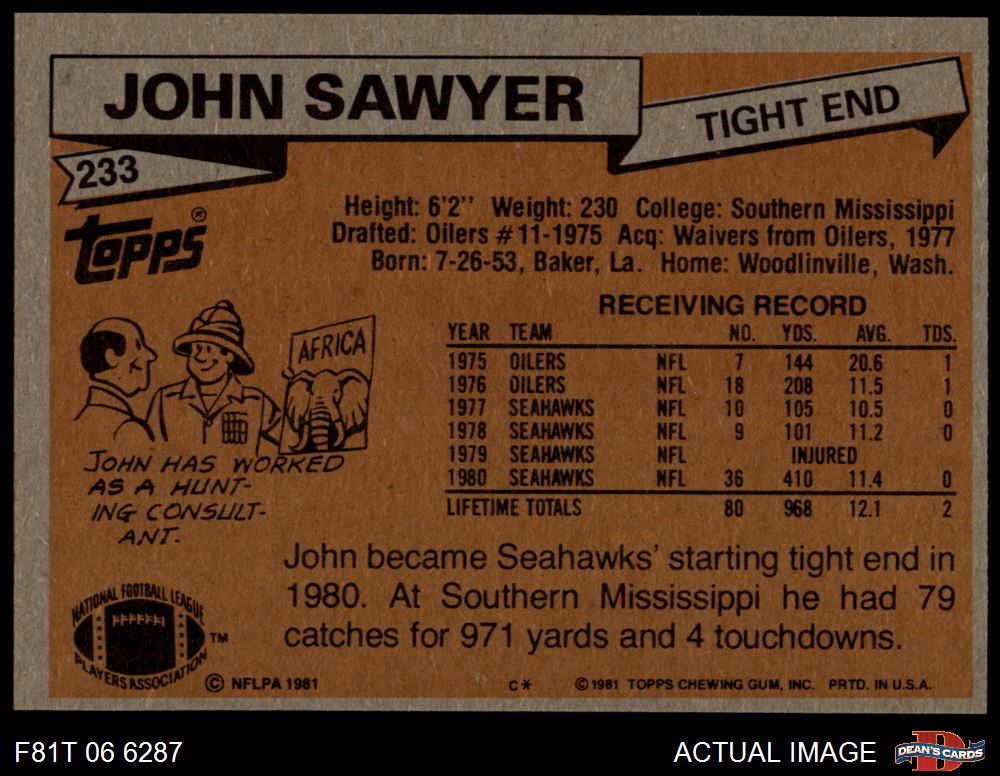 JOHN SAWYER
TIGHT END
233
Topps®
Height: 6'2'' Weight: 230 College: Southern Mississippi
Drafted: Oilers #11-1975 Acq: Waivers from Oilers, 1977
Born: 7-26-53, Baker, La. Home: Woodlinville, Wash.
RECEIVING RECORD
YEAR TEAM NO. YDS. AVG. TDS.
1975 OILERS NFL 7 144 20.6 1
1976 OILERS NFL 18 208 11.5 1
1977 SEAHAWKS NFL 10 105 10.5 0
1978 SEAHAWKS NFL 9 101 11.2 0
1979 SEAHAWKS NFL INJURED
1980 SEAHAWKS NFL 36 410 11.4 0
LIFETIME TOTALS 80 968 12.1 2
AFRICA
JOHN HAS WORKED
AS A HUNT-
ING CONSULT-
ANT.
John became Seahawks' starting tight end in
1980. At Southern Mississippi he had 79
catches for 971 yards and 4 touchdowns.
NATIONAL FOOTBALL LEAGUE
PLAYERS ASSOCIATION
TM
© NFLPA 1981
C*
© 1981 TOPPS CHEWING GUM, INC. PRTD. IN U.S.A.
F81T 06 6287
ACTUAL IMAGE
D
DEAN'S CARDS